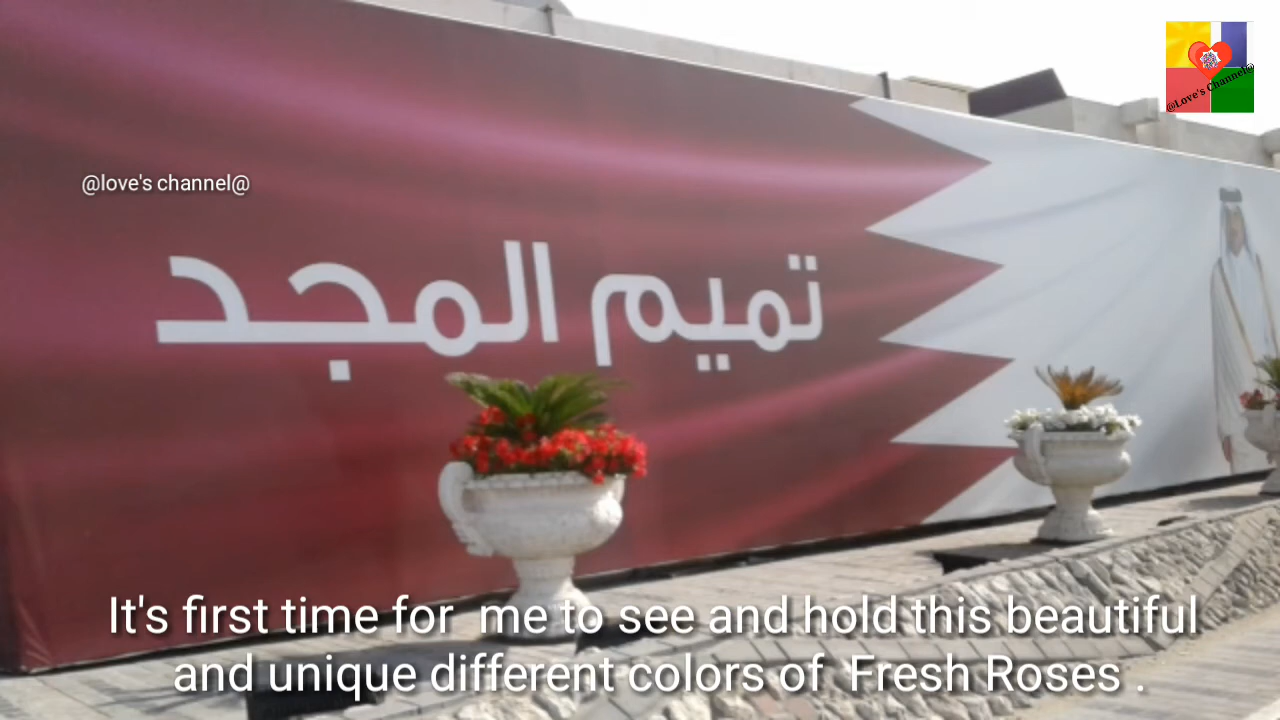 @Love's Channel@
@love's channel@
تميم المجد
It's first time for me to see and hold this beautiful
and unique different colors of Fresh Roses .